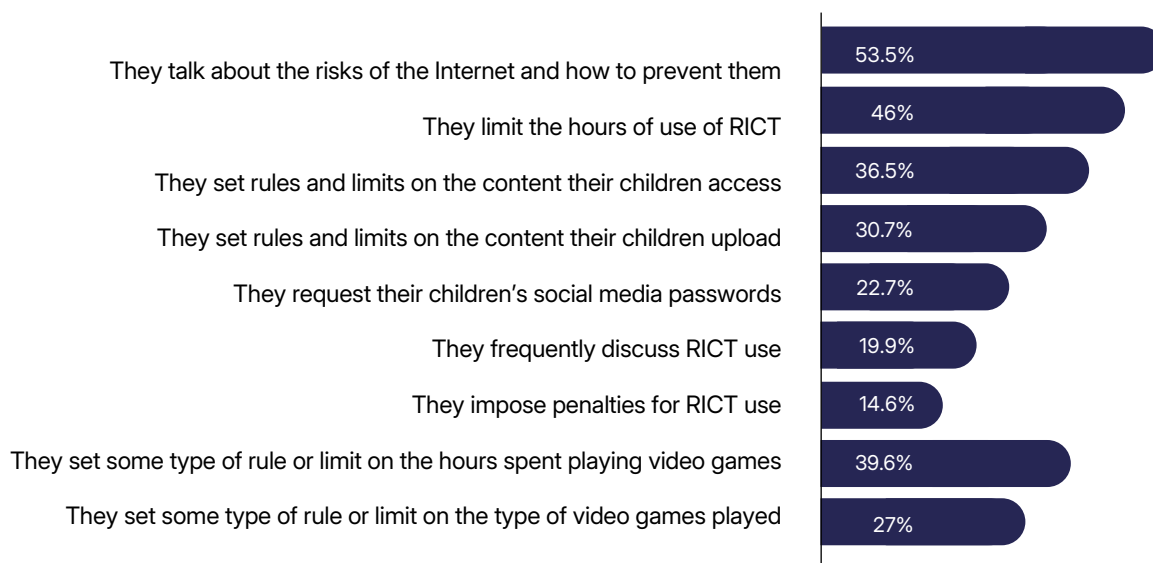 They talk about the risks of the Internet and how to prevent them 53.5%
They limit the hours of use of RICT 46%
They set rules and limits on the content their children access 36.5%
They set rules and limits on the content their children upload 30.7%
They request their children’s social media passwords 22.7%
They frequently discuss RICT use 19.9%
They impose penalties for RICT use 14.6%
They set some type of rule or limit on the hours spent playing video games 39.6%
They set some type of rule or limit on the type of video games played 27%